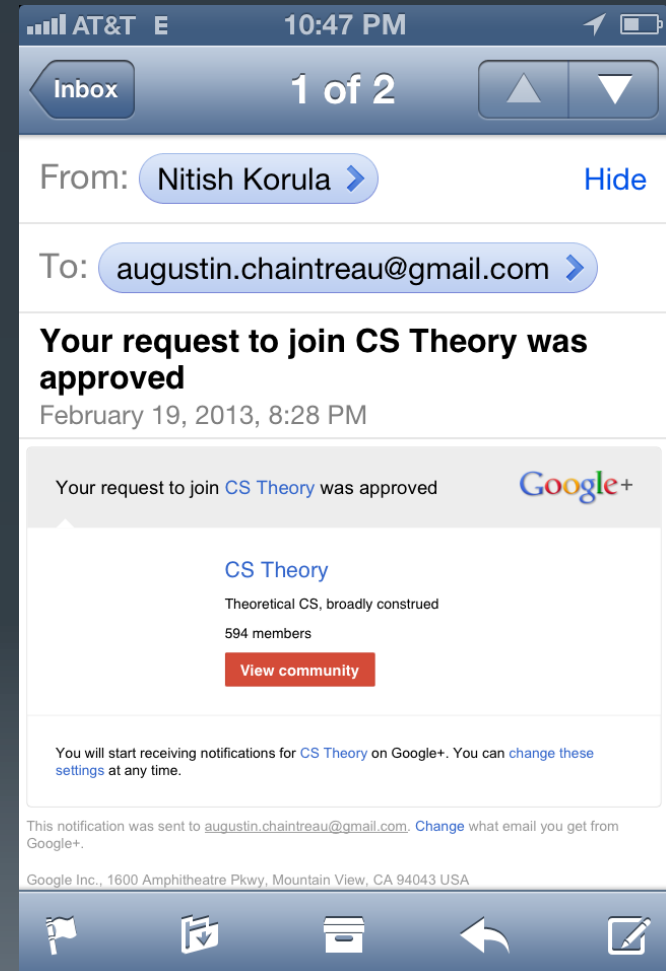 AT&T E 10:47 PM
Inbox 1 of 2
From: Nitish Korula Hide
To: augustin.chaintreau@gmail.com
Your request to join CS Theory was
approved
February 19, 2013, 8:28 PM
Your request to join CS Theory was approved Google+
CS Theory
Theoretical CS, broadly construed
594 members
View community
You will start receiving notifications for CS Theory on Google+. You can change these
settings at any time.
This notification was sent to augustin.chaintreau@gmail.com. Change what email you get from
Google+.
Google Inc., 1600 Amphitheatre Pkwy, Mountain View, CA 94043 USA